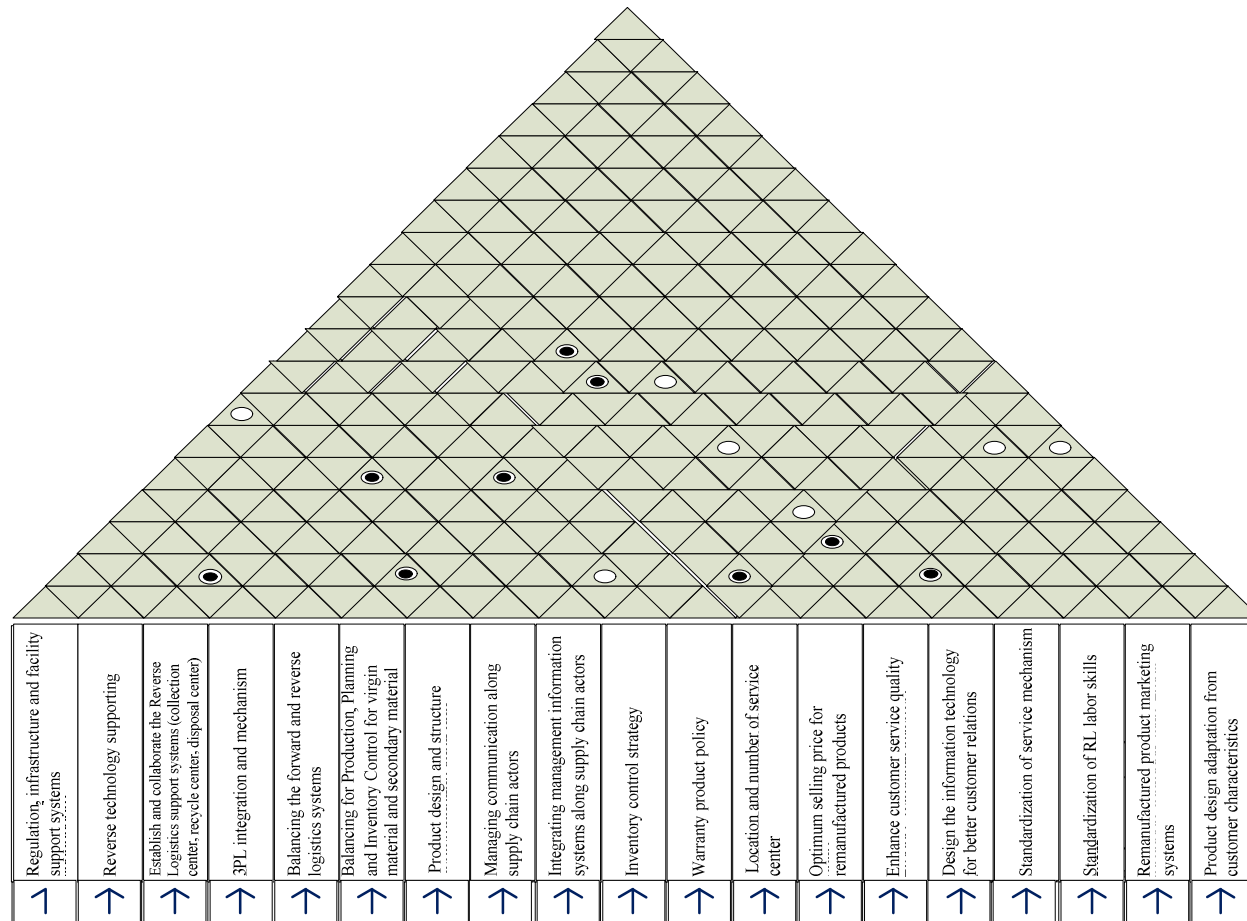 Regulation, infrastructure and facility
support systems
Reverse technology supporting
Establish and collaborate the Reverse
Logistics support systems (collection
center, recycle center, disposal center)
3PL integration and mechanism
Balancing the forward and reverse
logistics systems
Balancing for Production, Planning
and Inventory Control for virgin
material and secondary material
Product design and structure
Managing communication along
supply chain actors
Integrating management information
systems along supply chain actors
Inventory control strategy
Warranty product policy
Location and number of service
center
Optimum selling price for
remanufactured products
Enhance customer service quality
Design the information technology
for better customer relations
Standardization of service mechanism
Standardization of RL labor skills
Remanufactured product marketing
systems
Product design adaptation from
customer characteristics